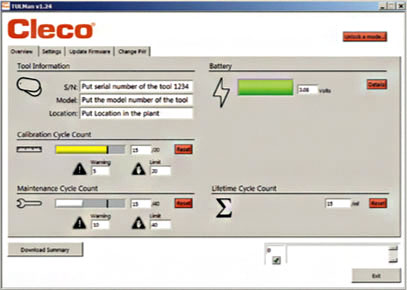 TULMan v1.24
Cleco
unlock a mode...
Overview Settings Update Firmware Change PW
Tool Information
S/N: Put serial number of the tool 1234
Model: Put the model number of the tool
Location: Put Location in the plant
Battery
Volts
Details
Calibration Cycle Count
15 /20 Reset
Warning Limit
5 20
Maintenance Cycle Count
15 /40 Reset
Warning Limit
10 40
Lifetime Cycle Count
15 Reset
Download Summary
Exit